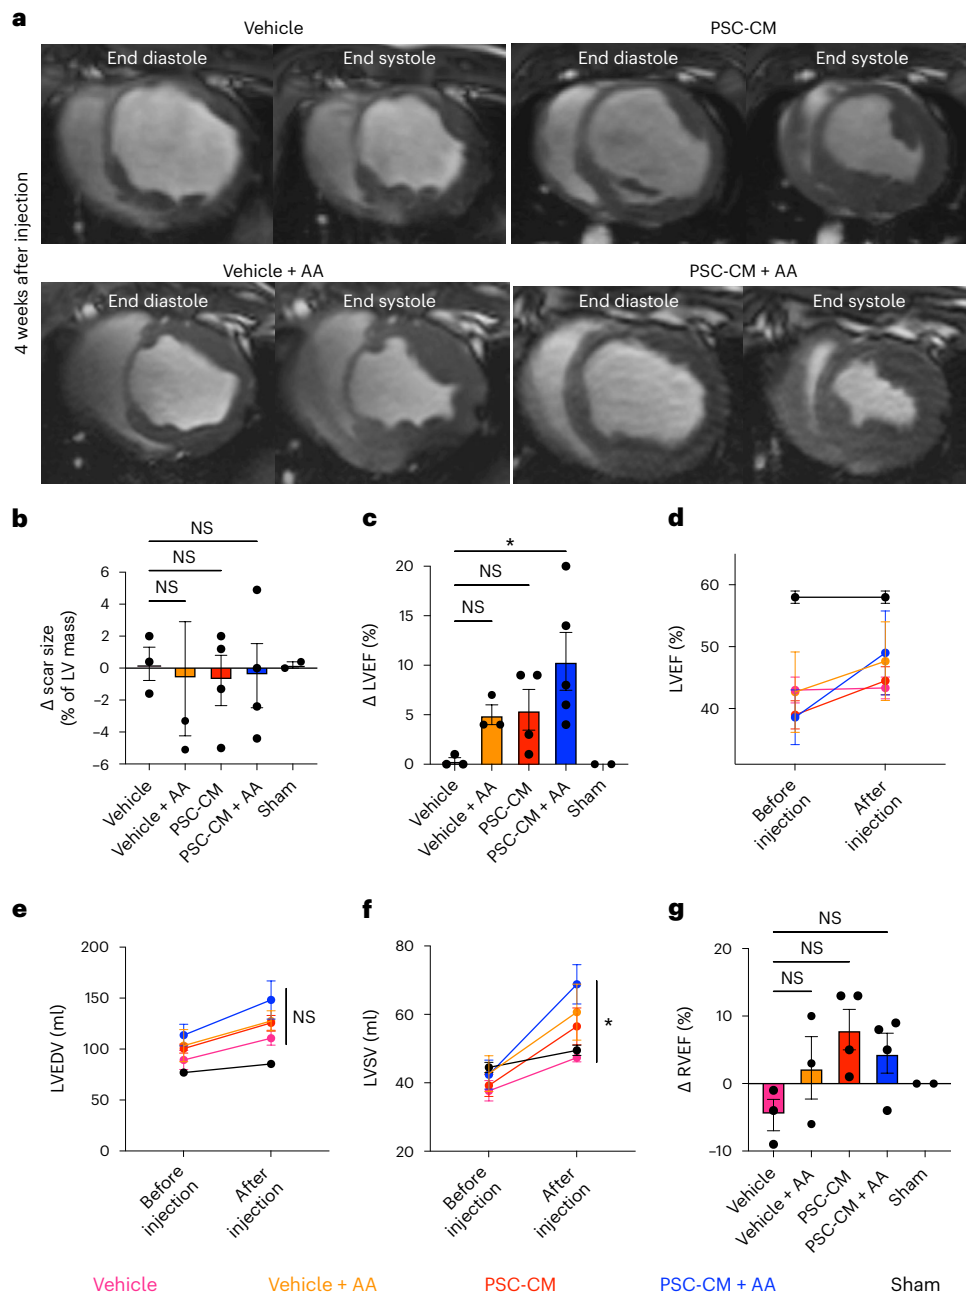 a
Vehicle
PSC-CM
End diastole
End systole
End diastole
End systole
4 weeks after injection
Vehicle + AA
PSC-CM + AA
End diastole
End systole
End diastole
End systole
b
NS
NS
NS
Δ scar size
(% of LV mass)
6
4
2
0
–2
–4
–6
Vehicle
Vehicle + AA
PSC-CM
PSC-CM + AA
Sham
c
*
NS
NS
Δ LVEF (%)
20
15
10
5
0
Vehicle
Vehicle + AA
PSC-CM
PSC-CM + AA
Sham
d
LVEF (%)
60
50
40
Before
injection
After
injection
e
LVEDV (ml)
200
150
100
50
0
NS
Before
injection
After
injection
f
LVSV (ml)
80
60
40
20
*
Before
injection
After
injection
g
NS
NS
NS
Δ RVEF (%)
20
10
0
–10
Vehicle
Vehicle + AA
PSC-CM
PSC-CM + AA
Sham
Vehicle
Vehicle + AA
PSC-CM
PSC-CM + AA
Sham